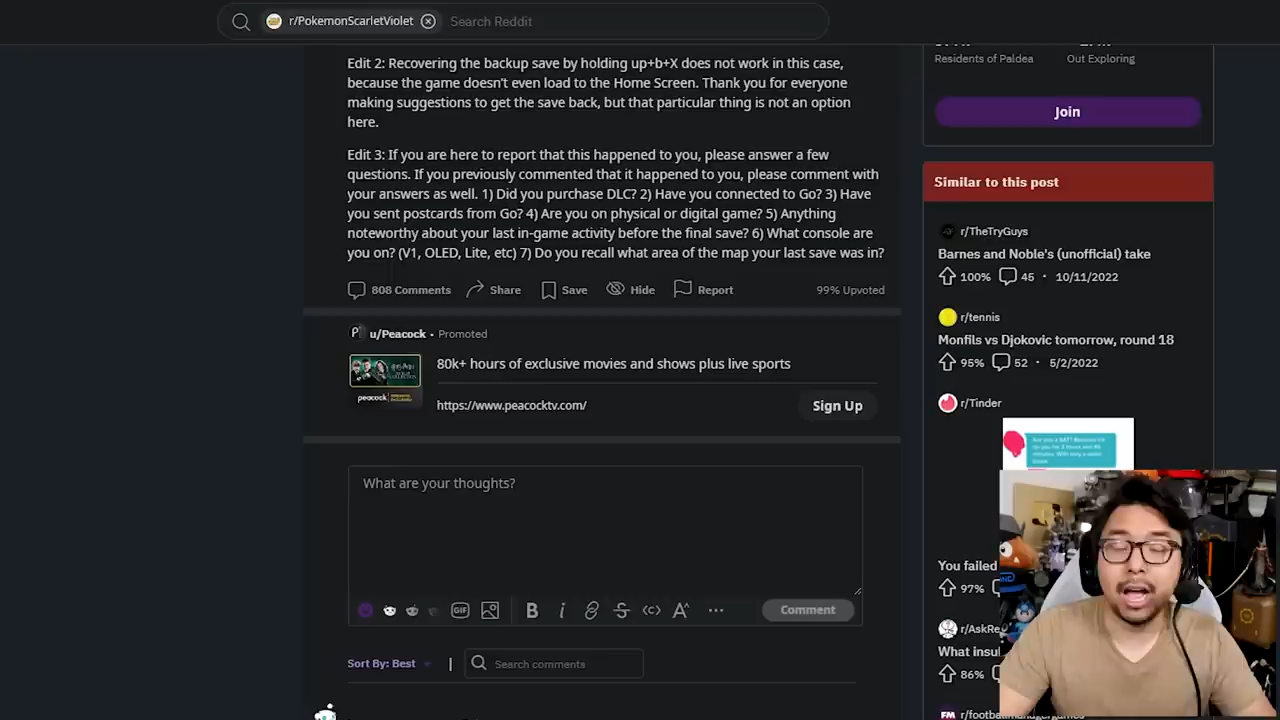 r/PokemonScarletViolet
Search Reddit
Edit 2: Recovering the backup save by holding up+b+X does not work in this case,
because the game doesn't even load to the Home Screen. Thank you for everyone
making suggestions to get the save back, but that particular thing is not an option
here.
Edit 3: If you are here to report that this happened to you, please answer a few
questions. If you previously commented that it happened to you, please comment with
your answers as well. 1) Did you purchase DLC? 2) Have you connected to Go? 3) Have
you sent postcards from Go? 4) Are you on physical or digital game? 5) Anything
noteworthy about your last in-game activity before the final save? 6) What console are
you on? (V1, OLED, Lite, etc) 7) Do you recall what area of the map your last save was in?
808 Comments Share Save Hide Report 99% Upvoted
u/Peacock • Promoted
80k+ hours of exclusive movies and shows plus live sports
peacock
https://www.peacocktv.com/
Sign Up
What are your thoughts?
GIF B i A ...
Comment
Sort By: Best
Search comments
Residents of Paldea Out Exploring
Join
Similar to this post
r/TheTryGuys
Barnes and Noble's (unofficial) take
100% 45 · 10/11/2022
r/tennis
Monfils vs Djokovic tomorrow, round 18
95% 52 · 5/2/2022
r/Tinder
You failed
97%
r/AskRe
What insul
86%
FM r/footballmanagergames